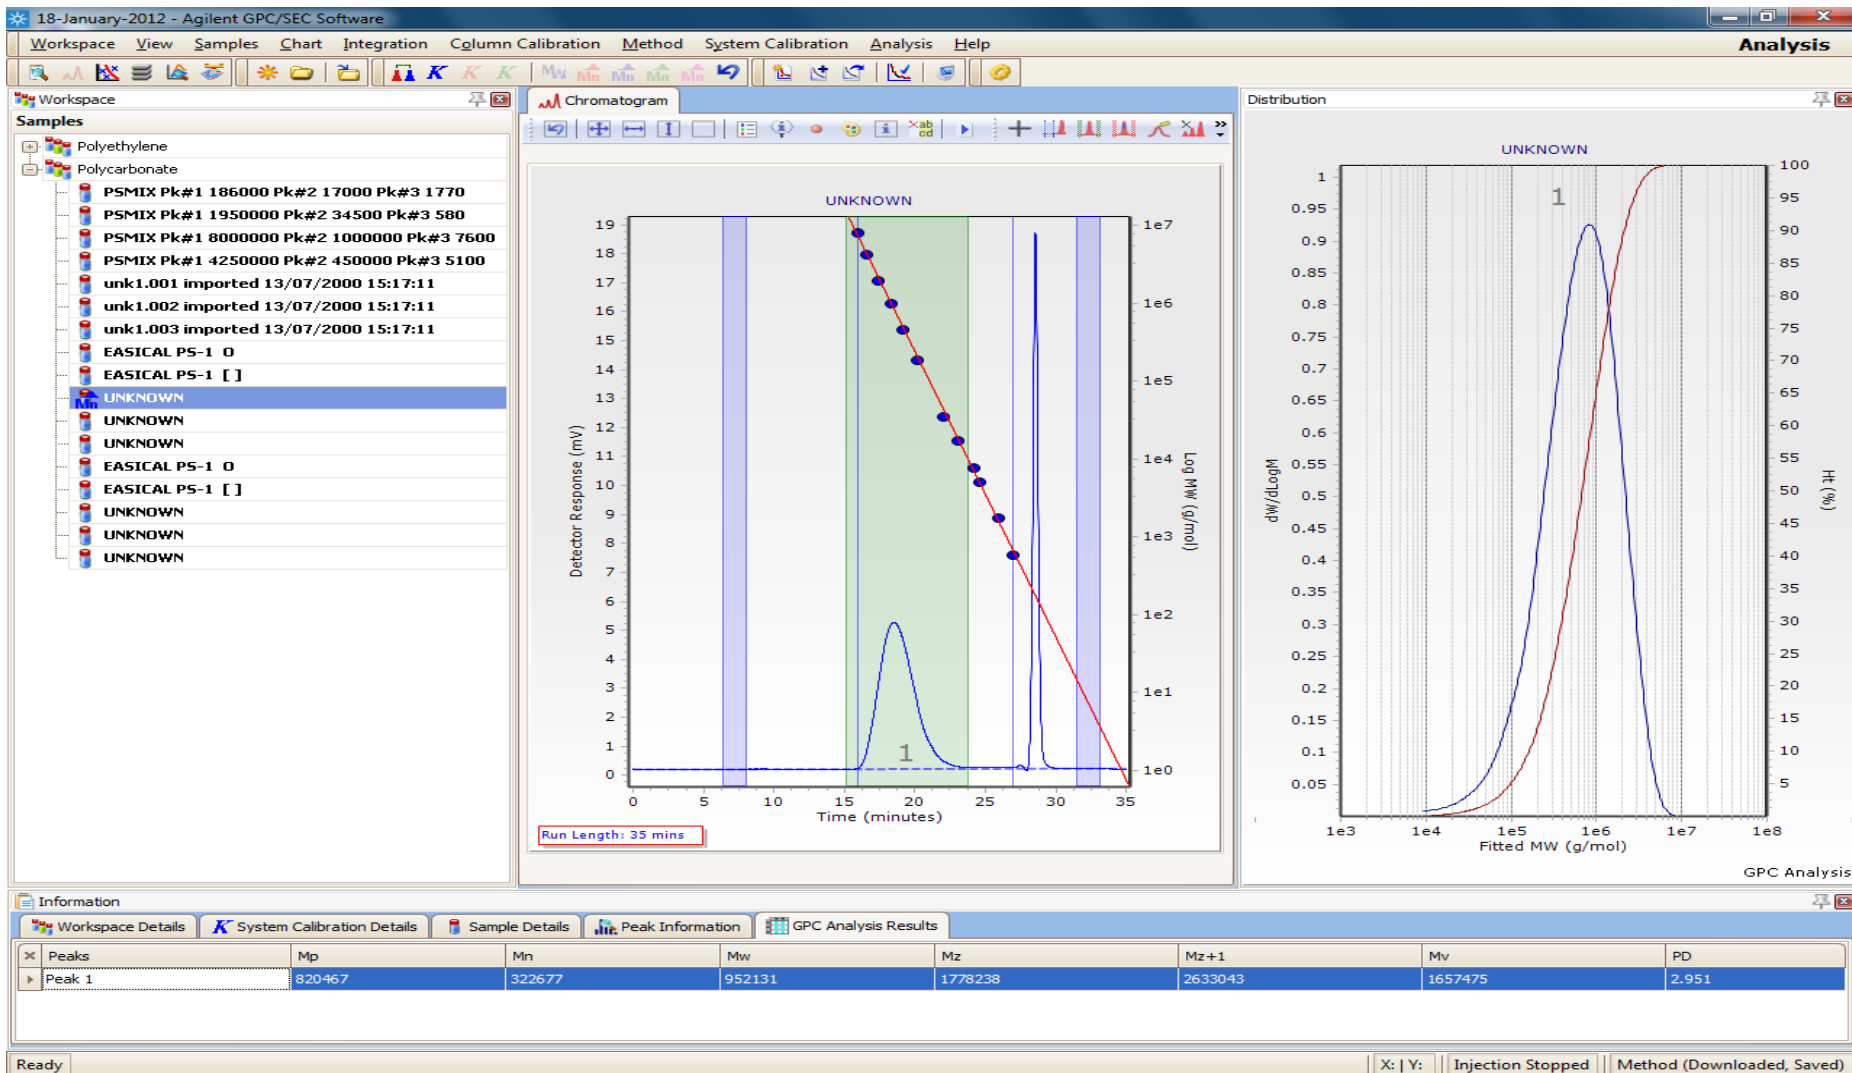 18-January-2012 - Agilent GPC/SEC Software
Workspace View Samples Chart Integration Column Calibration Method System Calibration Analysis Help Analysis
Workspace
Samples
Polyethylene
Polycarbonate
PSMIX Pk#1 186000 Pk#2 17000 Pk#3 1770
PSMIX Pk#1 1950000 Pk#2 34500 Pk#3 580
PSMIX Pk#1 8000000 Pk#2 1000000 Pk#3 7600
PSMIX Pk#1 4250000 Pk#2 450000 Pk#3 5100
unk1.001 imported 13/07/2000 15:17:11
unk1.002 imported 13/07/2000 15:17:11
unk1.003 imported 13/07/2000 15:17:11
EASICAL PS-1 O
EASICAL PS-1 [ ]
Mn UNKNOWN
UNKNOWN
UNKNOWN
EASICAL PS-1 O
EASICAL PS-1 [ ]
UNKNOWN
UNKNOWN
UNKNOWN
Chromatogram
UNKNOWN
Detector Response (mV)
19
18
17
16
15
14
13
12
11
10
9
8
7
6
5
4
3
2
1
0
1
1e7
1e6
1e5
1e4
1e3
1e2
1e1
1e0
Log MW (g/mol)
0 5 10 15 20 25 30 35
Time (minutes)
Run Length: 35 mins
Distribution
UNKNOWN
1
dW/dLogM
1
0.95
0.9
0.85
0.8
0.75
0.7
0.65
0.6
0.55
0.5
0.45
0.4
0.35
0.3
0.25
0.2
0.15
0.1
0.05
100
95
90
85
80
75
70
65
60
55
50
45
40
35
30
25
20
15
10
5
Ht (%)
1e3 1e4 1e5 1e6 1e7 1e8
Fitted MW (g/mol)
GPC Analysis
Information
Workspace Details System Calibration Details Sample Details Peak Information GPC Analysis Results
Peaks Mp Mn Mw Mz Mz+1 Mv PD
Peak 1 820467 322677 952131 1778238 2633043 1657475 2.951
Ready X: | Y: Injection Stopped Method (Downloaded, Saved)